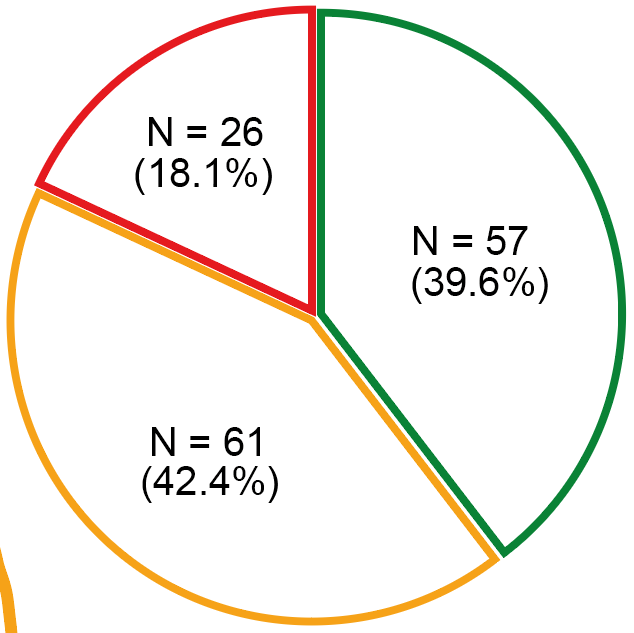 N = 26
(18.1%)
N = 57
(39.6%)
N = 61
(42.4%)